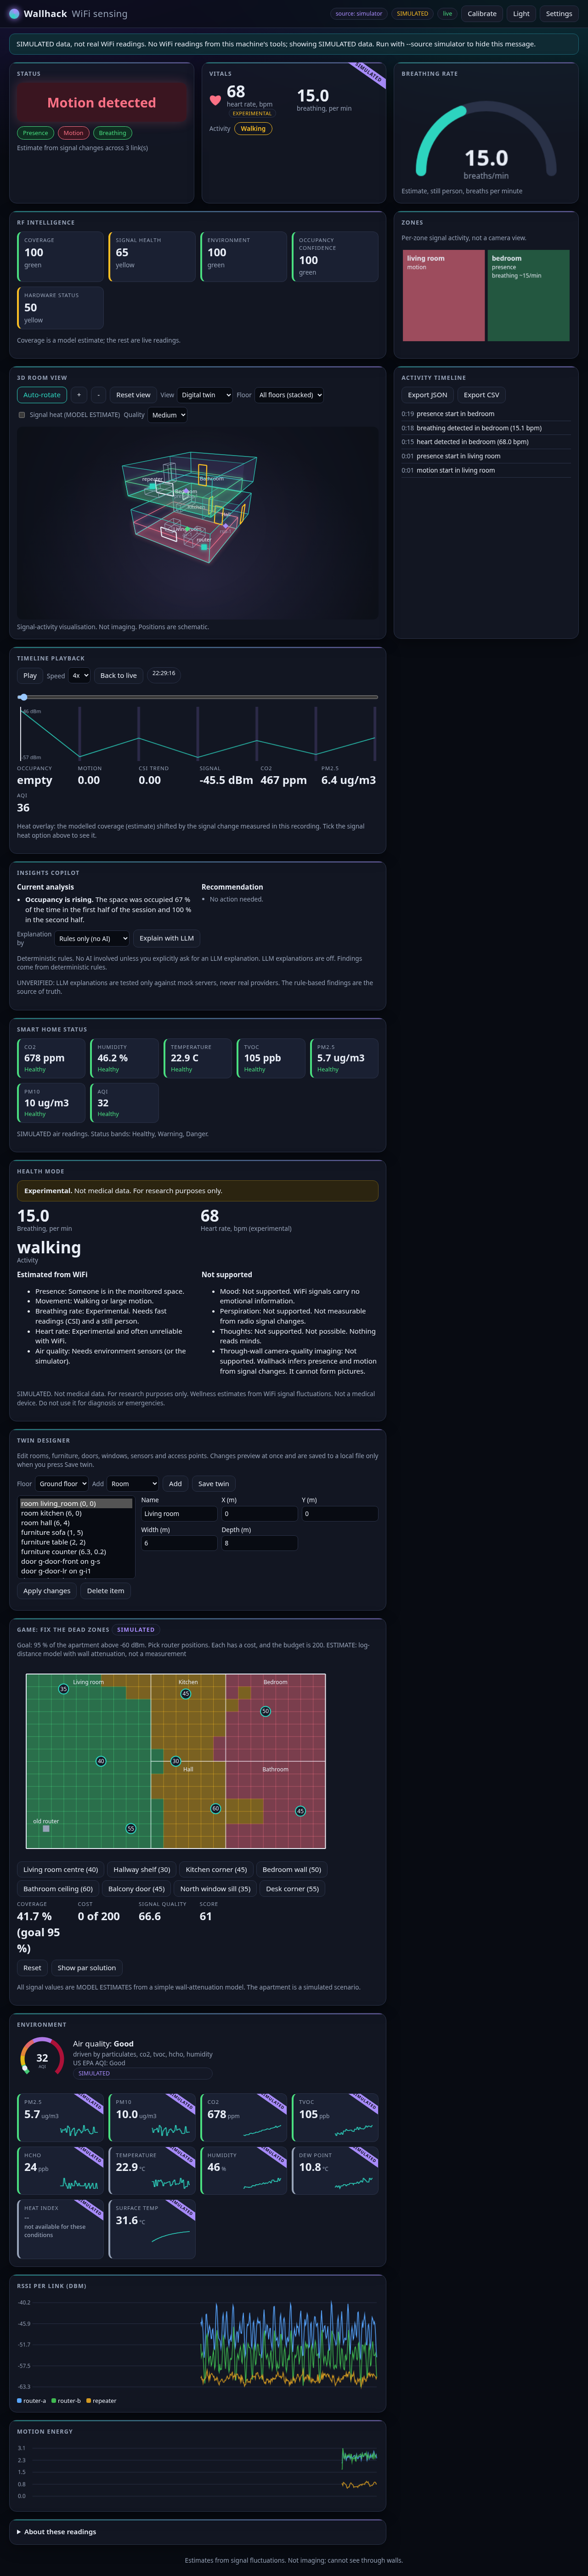 Wallhack WiFi sensing
source: simulator SIMULATED live Calibrate Light Settings
SIMULATED data, not real WiFi readings. No WiFi readings from this machine's tools; showing SIMULATED data. Run with --source simulator to hide this message.
STATUS
Motion detected
Presence Motion Breathing
Estimate from signal changes across 3 link(s)
VITALS
68
heart rate, bpm
EXPERIMENTAL
15.0
breathing, per min
Activity Walking
BREATHING RATE
15.0
breaths/min
Estimate, still person, breaths per minute
RF INTELLIGENCE
COVERAGE
100
green
SIGNAL HEALTH
65
yellow
ENVIRONMENT
100
green
OCCUPANCY
CONFIDENCE
100
green
HARDWARE STATUS
50
yellow
Coverage is a model estimate; the rest are live readings.
ZONES
Per-zone signal activity, not a camera view.
living room
motion
bedroom
presence
breathing ~15/min
3D ROOM VIEW
Auto-rotate + - Reset view View Digital twin Floor All floors (stacked)
Signal heat (MODEL ESTIMATE) Quality Medium
repeater
router
Signal-activity visualisation. Not imaging. Positions are schematic.
ACTIVITY TIMELINE
Export JSON Export CSV
0:19 presence start in bedroom
0:18 breathing detected in bedroom (15.1 bpm)
0:15 heart detected in bedroom (68.0 bpm)
0:01 presence start in living room
0:01 motion start in living room
TIMELINE PLAYBACK
Play Speed 4x Back to live 22:29:16
OCCUPANCY
empty
MOTION
0.00
CSI TREND
0.00
SIGNAL
-45.5 dBm
CO2
467 ppm
PM2.5
6.4 ug/m3
AQI
36
Heat overlay: the modelled coverage (estimate) shifted by the signal change measured in this recording. Tick the signal
heat option above to see it.
INSIGHTS COPILOT
Current analysis
• Occupancy is rising. The space was occupied 67 %
of the time in the first half of the session and 100 %
in the second half.
Recommendation
• No action needed.
Explanation
by
Rules only (no AI) Explain with LLM
Deterministic rules. No AI involved unless you explicitly ask for an LLM explanation. LLM explanations are off. Findings
come from deterministic rules.
UNVERIFIED: LLM explanations are tested only against mock servers, never real providers. The rule-based findings are the
source of truth.
SMART HOME STATUS
CO2
678 ppm
Healthy
HUMIDITY
46.2 %
Healthy
TEMPERATURE
22.9 C
Healthy
TVOC
105 ppb
Healthy
PM2.5
5.7 ug/m3
Healthy
PM10
10 ug/m3
Healthy
AQI
32
Healthy
SIMULATED air readings. Status bands: Healthy, Warning, Danger.
HEALTH MODE
Experimental. Not medical data. For research purposes only.
15.0
Breathing, per min
68
Heart rate, bpm (experimental)
walking
Activity
Estimated from WiFi
• Presence: Someone is in the monitored space.
• Movement: Walking or large motion.
• Breathing rate: Experimental. Needs fast
readings (CSI) and a still person.
• Heart rate: Experimental and often unreliable
with WiFi.
• Air quality: Needs environment sensors (or the
simulator).
Not supported
• Mood: Not supported. WiFi signals carry no
emotional information.
• Perspiration: Not supported. Not measurable
from radio signal changes.
• Thoughts: Not supported. Not possible. Nothing
reads minds.
• Through-wall camera-quality imaging: Not
supported. Wallhack infers presence and motion
from signal changes. It cannot form pictures.
SIMULATED. Not medical data. For research purposes only. Wellness estimates from WiFi signal fluctuations. Not a medical
device. Do not use it for diagnosis or emergencies.
TWIN DESIGNER
Edit rooms, furniture, doors, windows, sensors and access points. Changes preview at once and are saved to a local file only
when you press Save twin.
Floor Ground floor Add Room Add Save twin
room living_room (0, 0)
room kitchen (6, 0)
room hall (6, 4)
furniture sofa (1, 5)
furniture table (2, 2)
furniture counter (6.3, 0.2)
door g-door-front on g-s
door g-door-lr on g-i1
Name
Living room
X (m)
0
Y (m)
0
Width (m)
6
Depth (m)
8
Apply changes Delete item
GAME: FIX THE DEAD ZONES SIMULATED
Goal: 95 % of the apartment above -60 dBm. Pick router positions. Each has a cost, and the budget is 200. ESTIMATE: log-
distance model with wall attenuation, not a measurement
Living room Kitchen Bedroom
35 45 50
40 30
Hall Bathroom
60 45
old router
55
Living room centre (40) Hallway shelf (30) Kitchen corner (45) Bedroom wall (50)
Bathroom ceiling (60) Balcony door (45) North window sill (35) Desk corner (55)
COVERAGE
41.7 %
(goal 95
%)
COST
0 of 200
SIGNAL QUALITY
66.6
SCORE
61
Reset Show par solution
All signal values are MODEL ESTIMATES from a simple wall-attenuation model. The apartment is a simulated scenario.
ENVIRONMENT
32
AQI
Air quality: Good
driven by particulates, co2, tvoc, hcho, humidity
US EPA AQI: Good
SIMULATED
PM2.5
5.7 ug/m3
PM10
10.0 ug/m3
CO2
678 ppm
TVOC
105 ppb
HCHO
24 ppb
TEMPERATURE
22.9 °C
HUMIDITY
46 %
DEW POINT
10.8 °C
HEAT INDEX
--
not available for these
conditions
SURFACE TEMP
31.6 °C
RSSI PER LINK (DBM)
-40.2
-45.9
-51.7
-57.5
-63.3
router-a router-b repeater
MOTION ENERGY
3.1
2.3
1.5
0.8
0.0
About these readings
Estimates from signal fluctuations. Not imaging; cannot see through walls.